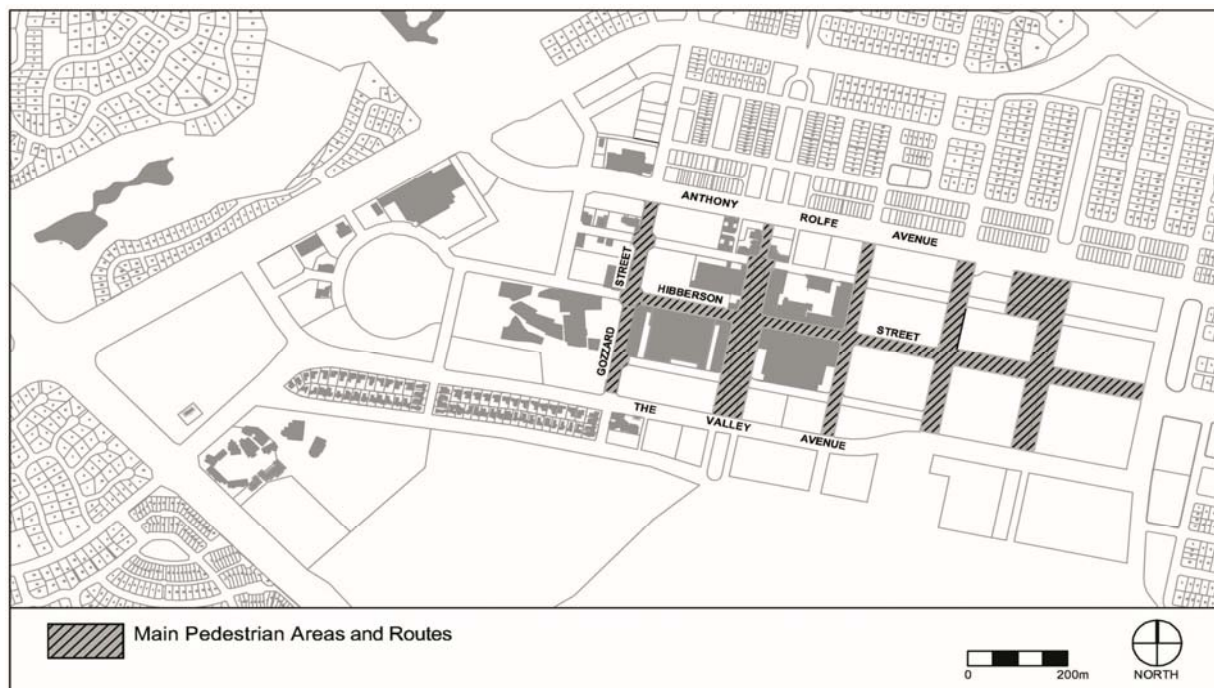 ANTHONY
ROLFE
AVENUE
STREET
HIBBERSON
STREET
GOZZARD
THE
VALLEY
AVENUE
Main Pedestrian Areas and Routes
0
200m
NORTH